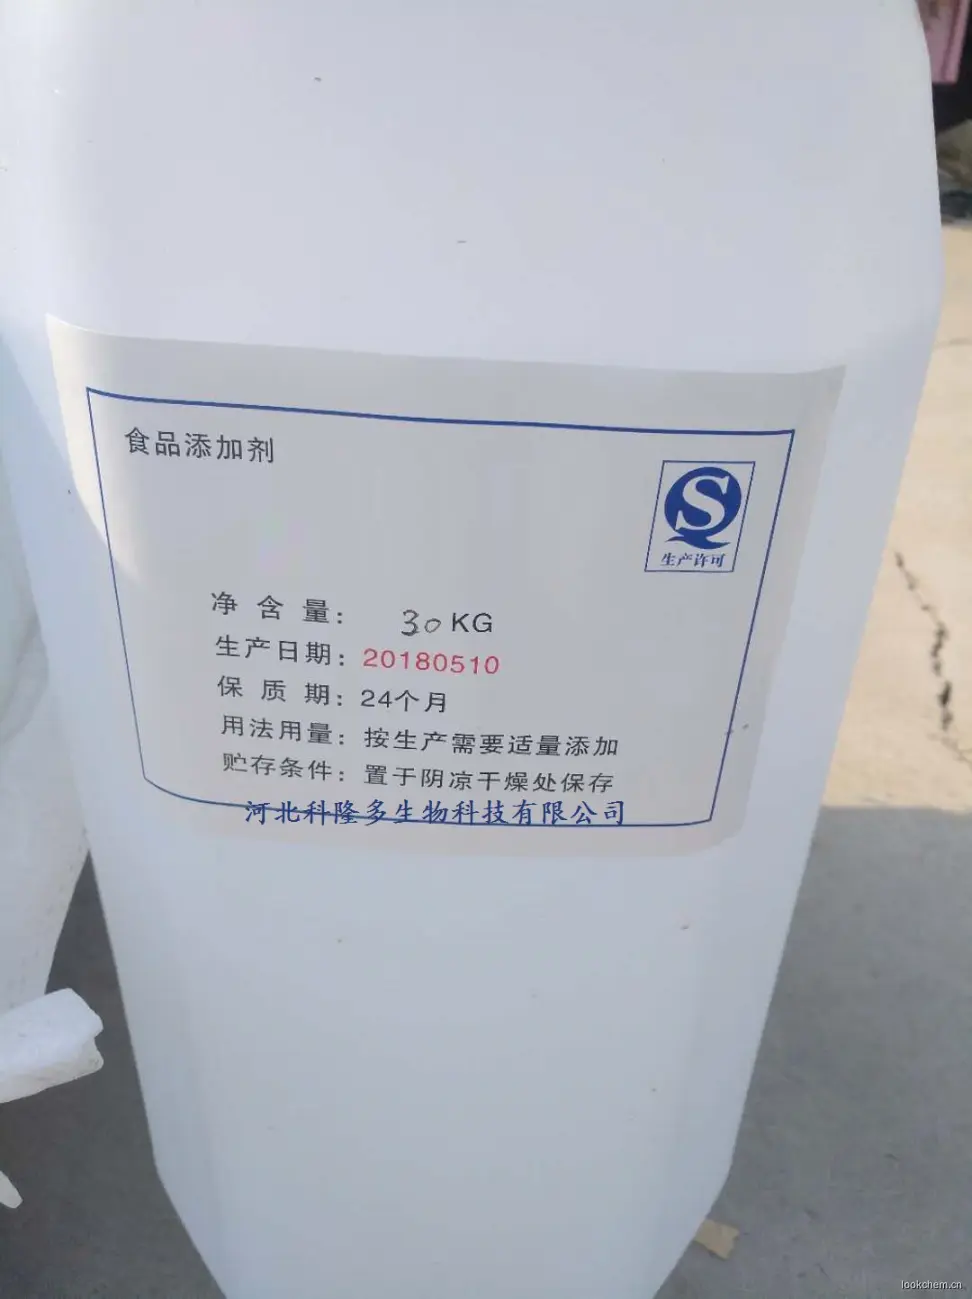 食品添加剂
QS
生产许可
净含量： 30KG
生产日期：20180510
保质期：24个月
用法用量：按生产需要适量添加
贮存条件：置于阴凉干燥处保存
河北科隆多生物科技有限公司
lookchem.cn